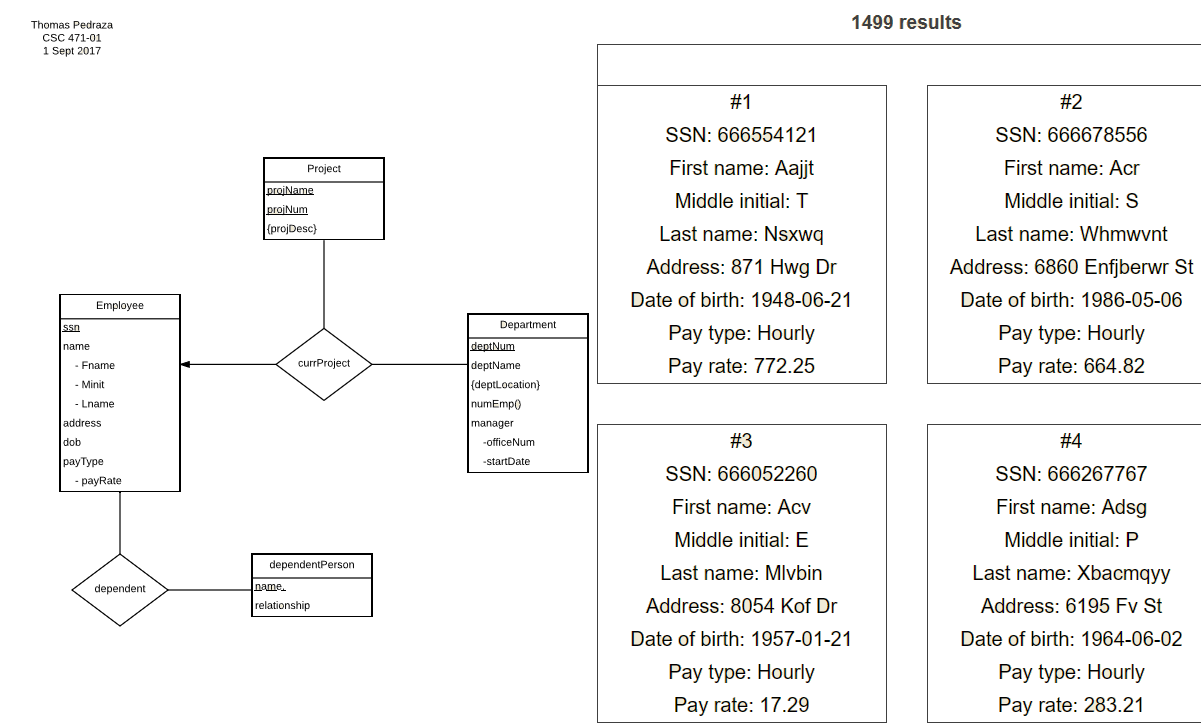 Thomas Pedraza
CSC 471-01
1 Sept 2017
Project
projName
projNum
{projDesc}
Employee
ssn
name
- Fname
- Minit
- Lname
address
dob
payType
- payRate
currProject
Department
deptNum
deptName
{deptLocation}
numEmp()
manager
-officeNum
-startDate
dependent
dependentPerson
name
relationship
1499 results
#1
SSN: 666554121
First name: Aajjt
Middle initial: T
Last name: Nsxwq
Address: 871 Hwg Dr
Date of birth: 1948-06-21
Pay type: Hourly
Pay rate: 772.25
#2
SSN: 666678556
First name: Acr
Middle initial: S
Last name: Whmwvnt
Address: 6860 Enfjberwr St
Date of birth: 1986-05-06
Pay type: Hourly
Pay rate: 664.82
#3
SSN: 666052260
First name: Acv
Middle initial: E
Last name: Mlvbin
Address: 8054 Kof Dr
Date of birth: 1957-01-21
Pay type: Hourly
Pay rate: 17.29
#4
SSN: 666267767
First name: Adsg
Middle initial: P
Last name: Xbacmqyy
Address: 6195 Fv St
Date of birth: 1964-06-02
Pay type: Hourly
Pay rate: 283.21